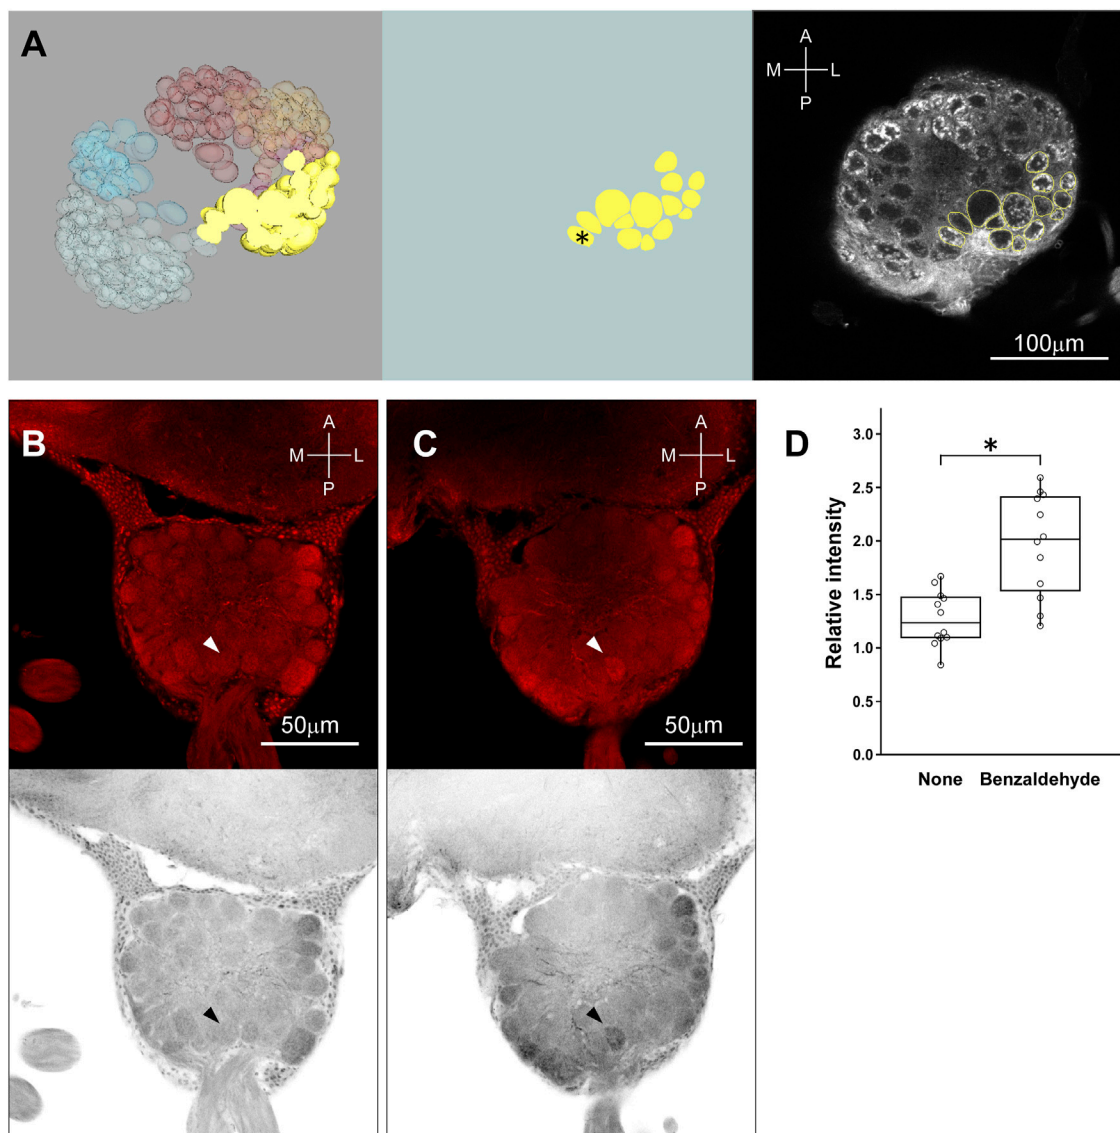 A
*
A
M L
P
100μm
B
A
M L
P
50μm
C
A
M L
P
50μm
D
*
3.0
2.5
2.0
1.5
1.0
0.5
0.0
Relative intensity
None Benzaldehyde